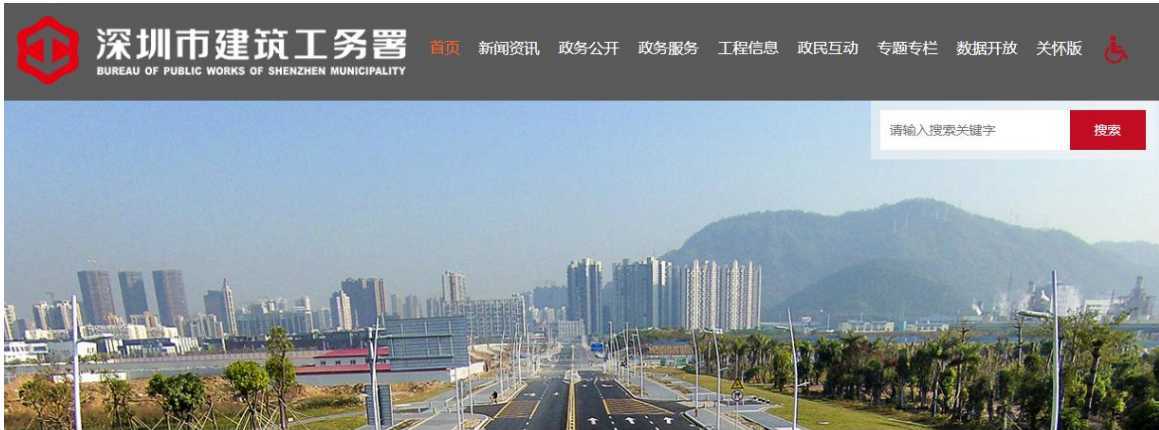 深圳市建筑工务署
BUREAU OF PUBLIC WORKS OF SHENZHEN MUNICIPALITY
首页 新闻资讯 政务公开 政务服务 工程信息 政民互动 专题专栏 数据开放 关怀版
请输入搜索关键字 搜索